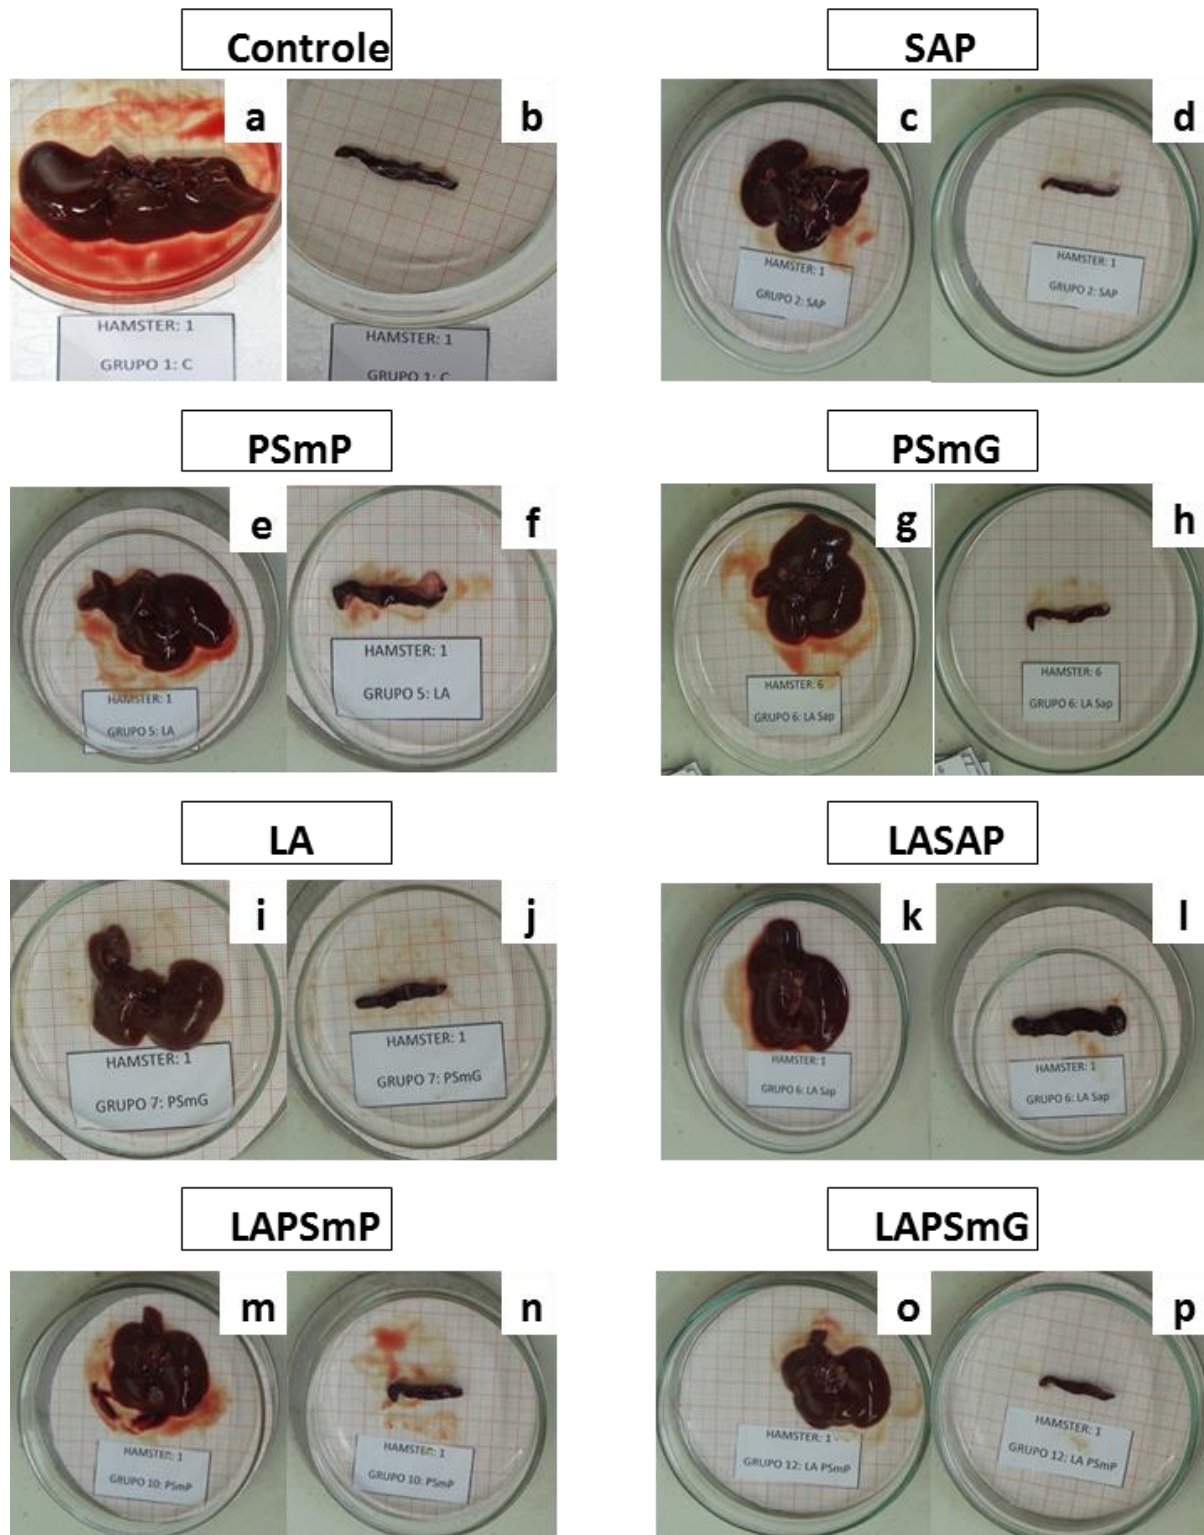 Controle
SAP
a
b
c
d
HAMSTER: 1
GRUPO 1: C
HAMSTER: 1
GRUPO 1: C
HAMSTER: 1
GRUPO 2: SAP
HAMSTER: 1
GRUPO 2: SAP
PSmP
PSmG
e
f
g
h
HAMSTER: 1
GRUPO 5: LA
HAMSTER: 1
GRUPO 5: LA
HAMSTER: 6
GRUPO 6: LA Sap
HAMSTER: 6
GRUPO 6: LA Sap
LA
LASAP
i
j
k
l
HAMSTER: 1
GRUPO 7: PSmG
HAMSTER: 1
GRUPO 7: PSmG
HAMSTER: 1
GRUPO 6: LA Sap
HAMSTER: 1
GRUPO 6: LA Sap
LAPSmP
LAPSmG
m
n
o
p
HAMSTER: 1
GRUPO 10: PSmP
HAMSTER: 1
GRUPO 10: PSmP
HAMSTER: 1
GRUPO 12: LA PSmP
HAMSTER: 1
GRUPO 12: LA PSmP